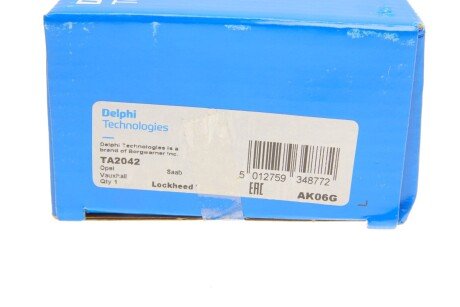 Delphi
Technologies
Delphi Technologies is a
brand of Borgwarner Inc.
TA2042
Opel Saab
Vauxhall
Qty 1 Lockheed
5 012759 348772
EAC
AK06G